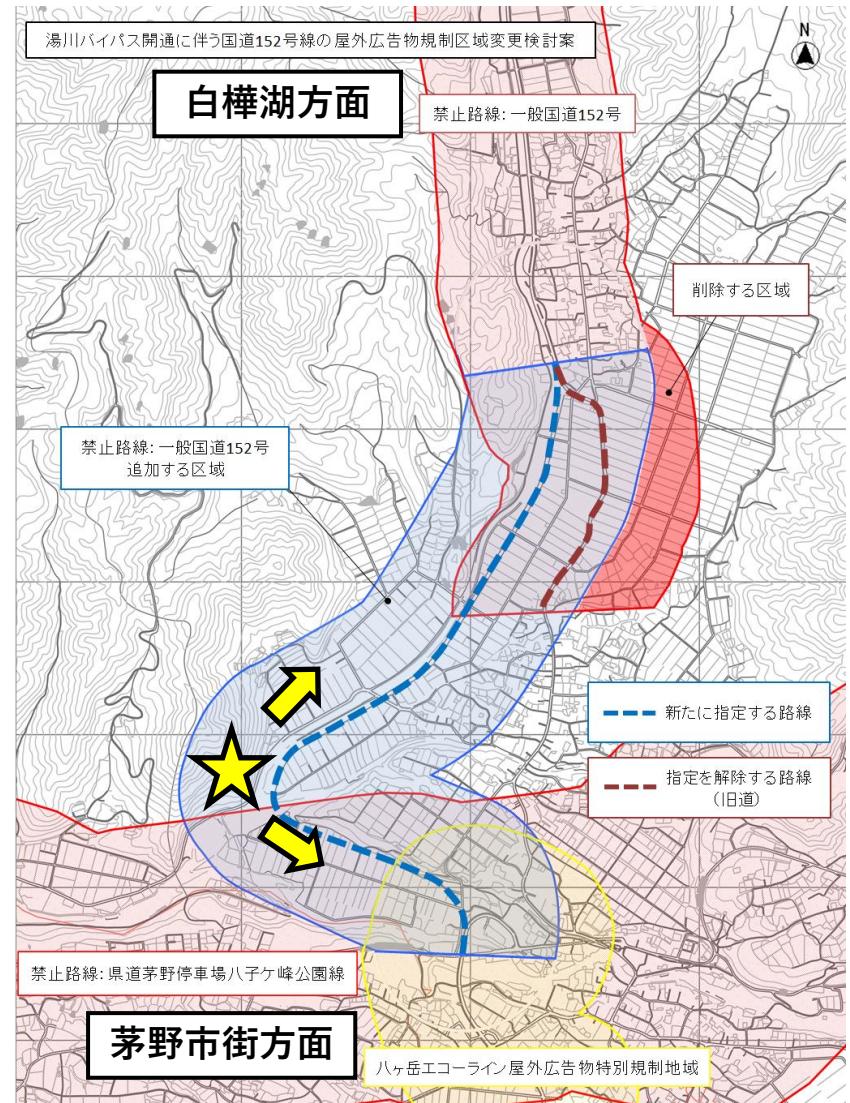 湯川バイパス開通に伴う国道152号線の屋外広告物規制区域変更検討案
N
白樺湖方面
禁止路線:一般国道152号
削除する区域
禁止路線:一般国道152号
追加する区域
新たに指定する路線
指定を解除する路線
(旧道)
禁止路線:県道茅野停車場八子ケ峰公園線
茅野市街方面
八ヶ岳エコーライン屋外広告物特別規制地域